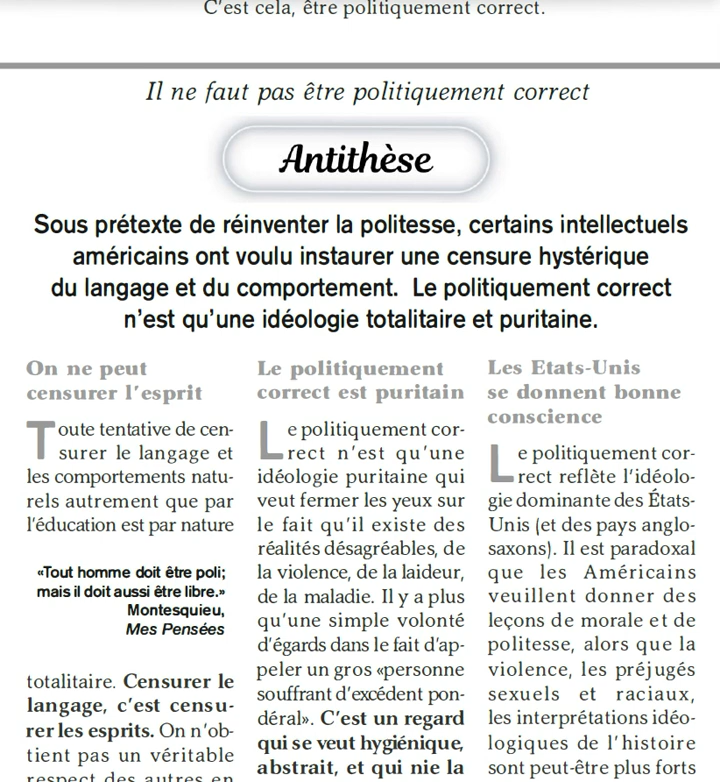 C'est cela, être politiquement correct.
Il ne faut pas être politiquement correct
Antithèse
Sous prétexte de réinventer la politesse, certains intellectuels
américains ont voulu instaurer une censure hystérique
du langage et du comportement. Le politiquement correct
n'est qu'une idéologie totalitaire et puritaine.
On ne peut
censurer l'esprit
Toute tentative de cen-
surer le langage et
les comportements natu-
rels autrement que par
l'éducation est par nature
«Tout homme doit être poli;
mais il doit aussi être libre.»
Montesquieu,
Mes Pensées
totalitaire. Censurer le
langage, c'est censu-
rer les esprits. On n'ob-
tient pas un véritable
respect des autres en
Le politiquement
correct est puritain
Le politiquement cor-
rect n'est qu'une
idéologie puritaine qui
veut fermer les yeux sur
le fait qu'il existe des
réalités désagréables, de
la violence, de la laideur,
de la maladie. Il y a plus
qu'une simple volonté
d'égards dans le fait d'ap-
peler un gros «personne
souffrant d'excédent pon-
déral». C'est un regard
qui se veut hygiénique,
abstrait, et qui nie la
Les Etats-Unis
se donnent bonne
conscience
Le politiquement cor-
rect reflète l'idéolo-
gie dominante des États-
Unis (et des pays anglo-
saxons). Il est paradoxal
que les Américains
veuillent donner des
leçons de morale et de
politesse, alors que la
violence, les préjugés
sexuels et raciaux,
les interprétations idéo-
logiques de l'histoire
sont peut-être plus forts